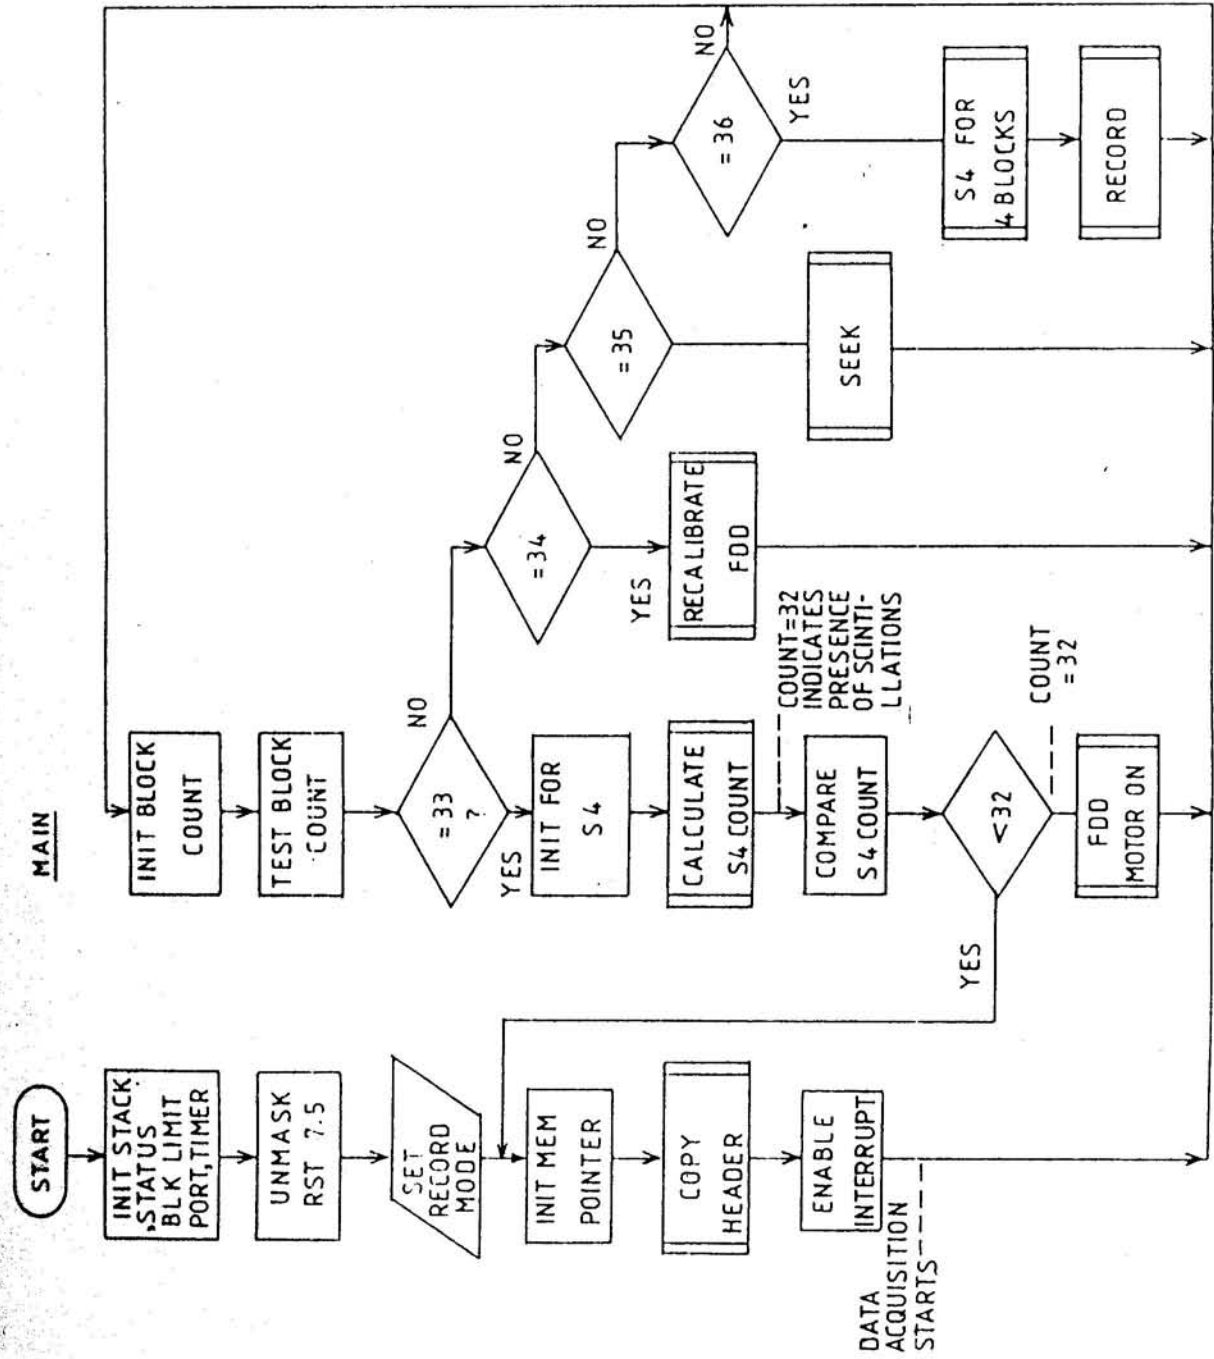 MAIN
START
INIT STACK
,STATUS
BLK LIMIT
PORT,TIMER
UNMASK
RST 7.5
SET
RECORD
MODE
INIT MEM
POINTER
COPY
HEADER
ENABLE
INTERRUPT
DATA
ACQUISITION
STARTS
INIT BLOCK
COUNT
TEST BLOCK
COUNT
= 33
?
NO
YES
INIT FOR
S4
CALCULATE
S4 COUNT
COUNT=32
INDICATES
PRESENCE
OF SCINTI-
LLATIONS
COMPARE
S4 COUNT
<32
YES
COUNT
=32
FDD
MOTOR ON
= 34
NO
YES
RECALIBRATE
FDD
= 35
NO
SEEK
= 36
NO
YES
S4 FOR
4 BLOCKS
RECORD